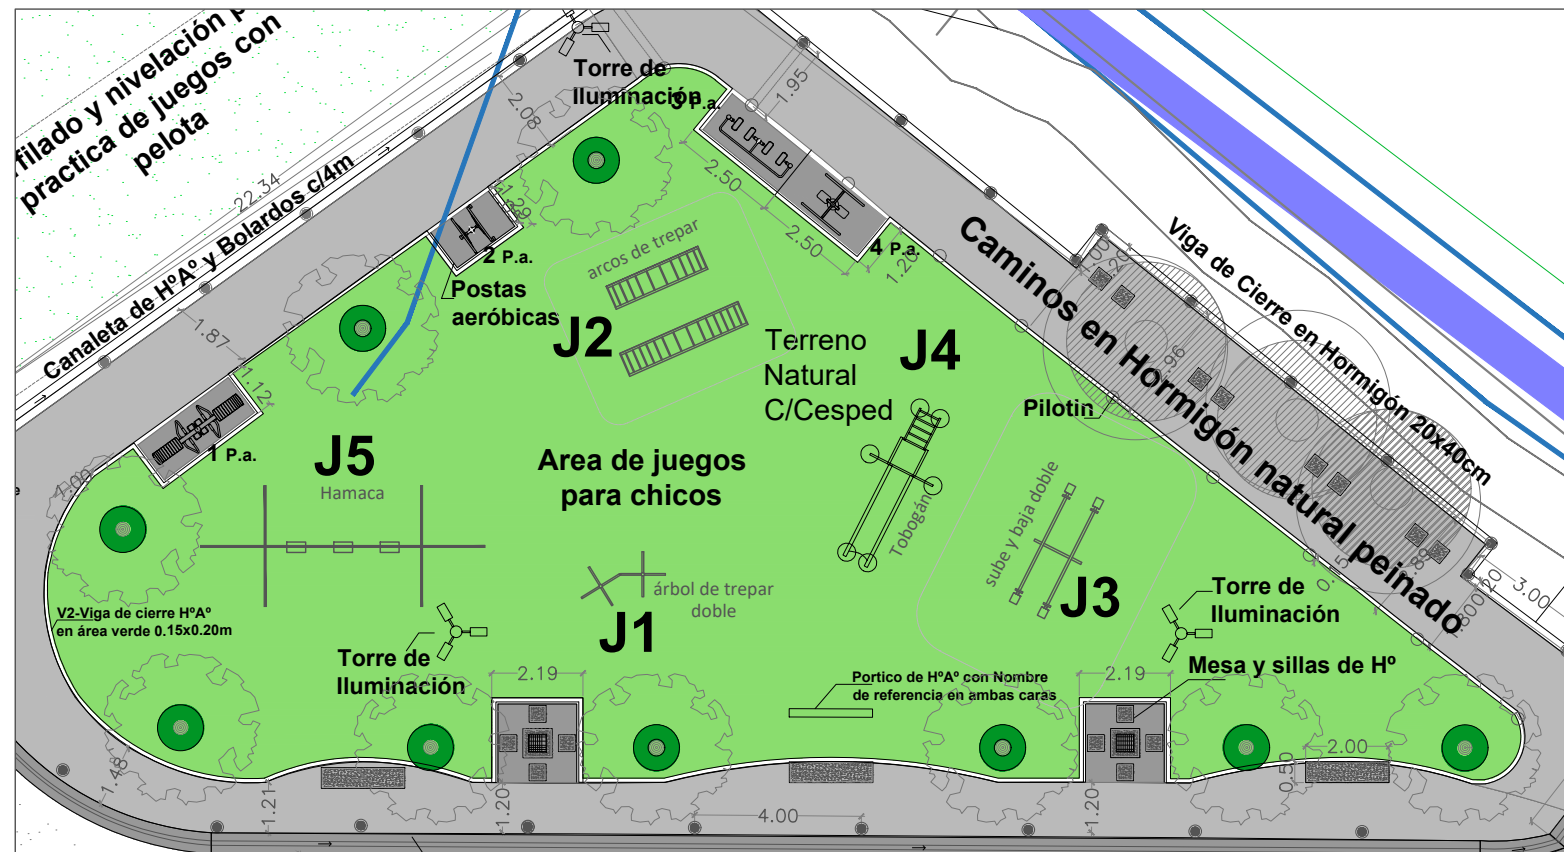 filado y nivelación p
practica de juegos con
pelota
22.34
Canaleta de HºAº y Bolardos c/4m
Torre de
Iluminación
3 P.a.
1.95
2.08
2.50
2.50
1.29
2 P.a.
4 P.a.
1.20
Postas
aeróbicas
arcos de trepar
J2
1.87
1.12
1 P.a.
1.00
J5
Hamaca
Terreno
Natural
C/Cesped
J4
Area de juegos
para chicos
Tobogán
Caminos en Hormigón natural peinado
Viga de Cierre en Hormigón 20x40cm
1.00
1.20
Pilotin
sube y baja doble
J3
3.00
árbol de trepar
doble
J1
V2-Viga de cierre HºAº
en área verde 0.15x0.20m
Torre de
Iluminación
2.19
Portico de HºAº con Nombre
de referencia en ambas caras
2.19
Torre de
Iluminación
Mesa y sillas de Hº
2.00
0.50
1.48
1.21
1.20
4.00
1.20